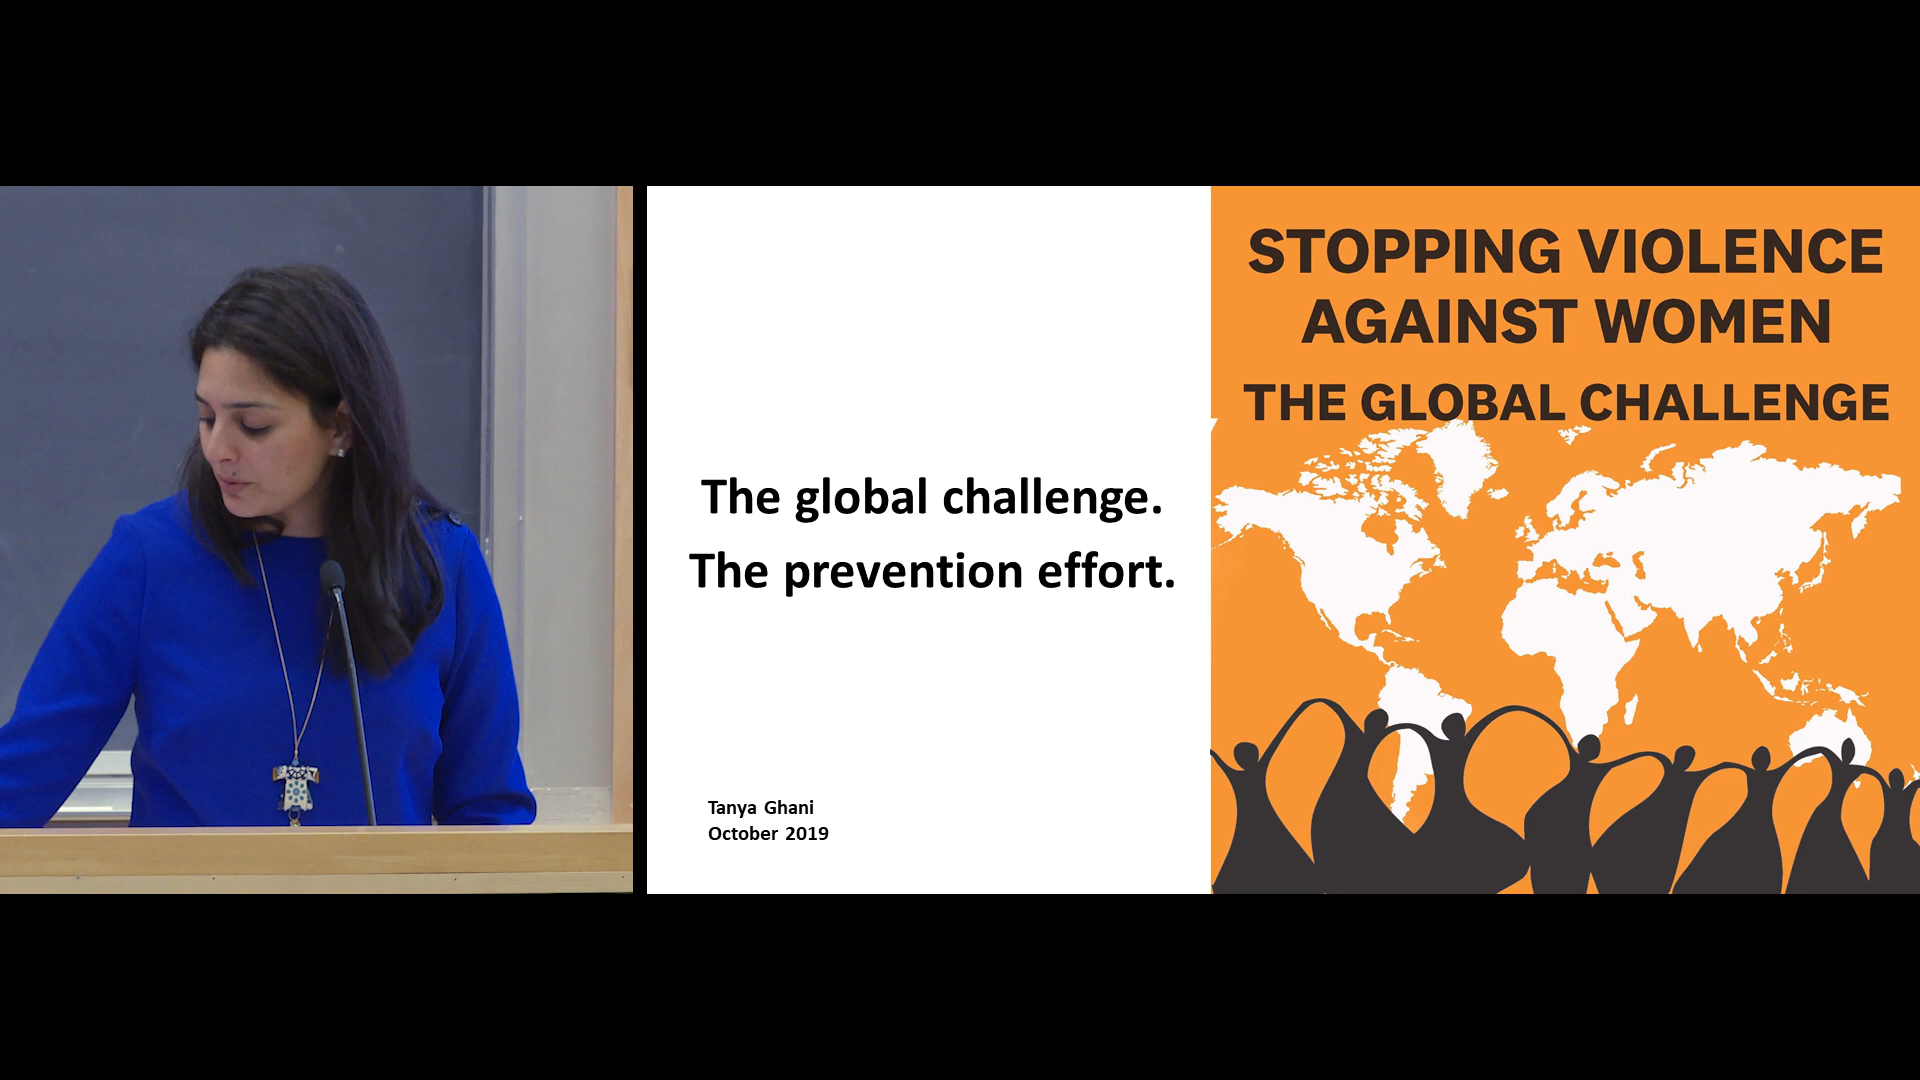 The global challenge.
The prevention effort.
Tanya Ghani
October 2019
STOPPING VIOLENCE
AGAINST WOMEN
THE GLOBAL CHALLENGE